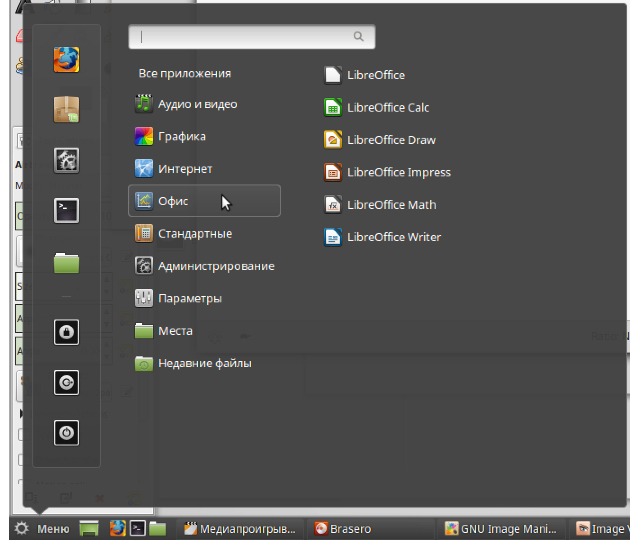 Все приложения
Аудио и видео
Графика
Интернет
Офис
Стандартные
Администрирование
Параметры
Места
Недавние файлы
LibreOffice
LibreOffice Calc
LibreOffice Draw
LibreOffice Impress
LibreOffice Math
LibreOffice Writer
Меню
Медиапроигрыв...
Brasero
GNU Image Mani...
Image V